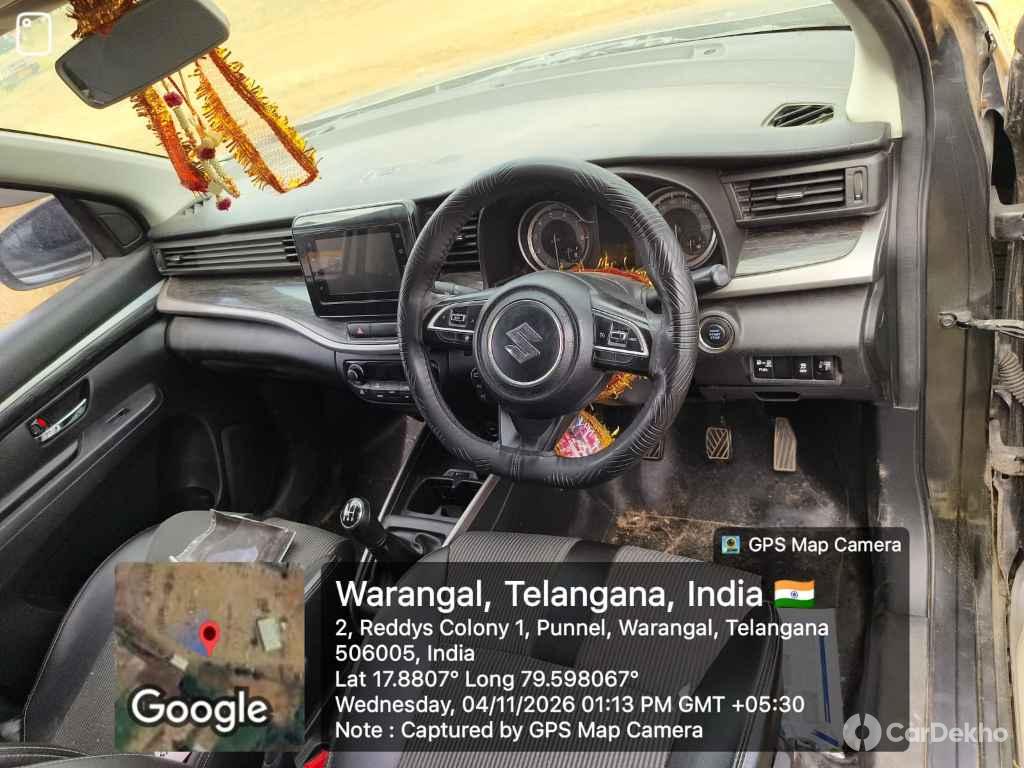 GPS Map Camera
Warangal, Telangana, India
2, Reddys Colony 1, Punnel, Warangal, Telangana
506005, India
Lat 17.8807° Long 79.598067°
Wednesday, 04/11/2026 01:13 PM GMT +05:30
Note : Captured by GPS Map Camera
Google
CarDekho